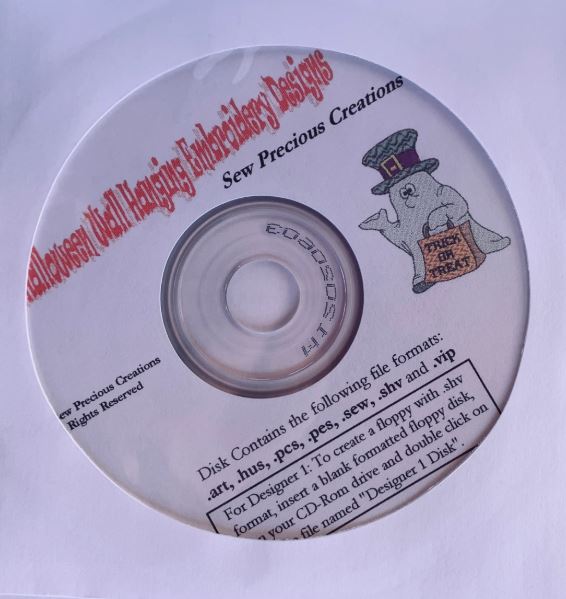 Halloween Wall Hanging Embroidery Designs
Sew Precious Creations
TRICK
OR
TREAT
ew Precious Creations
Rights Reserved
Disk Contains the following file formats:
.art, .hus, .pcs, .pes, .sew, .shv and .vip
For Designer 1: To create a floppy with .shv
format, insert a blank formatted floppy disk,
n your CD-Rom drive and double click on
e file named "Designer 1 Disk".